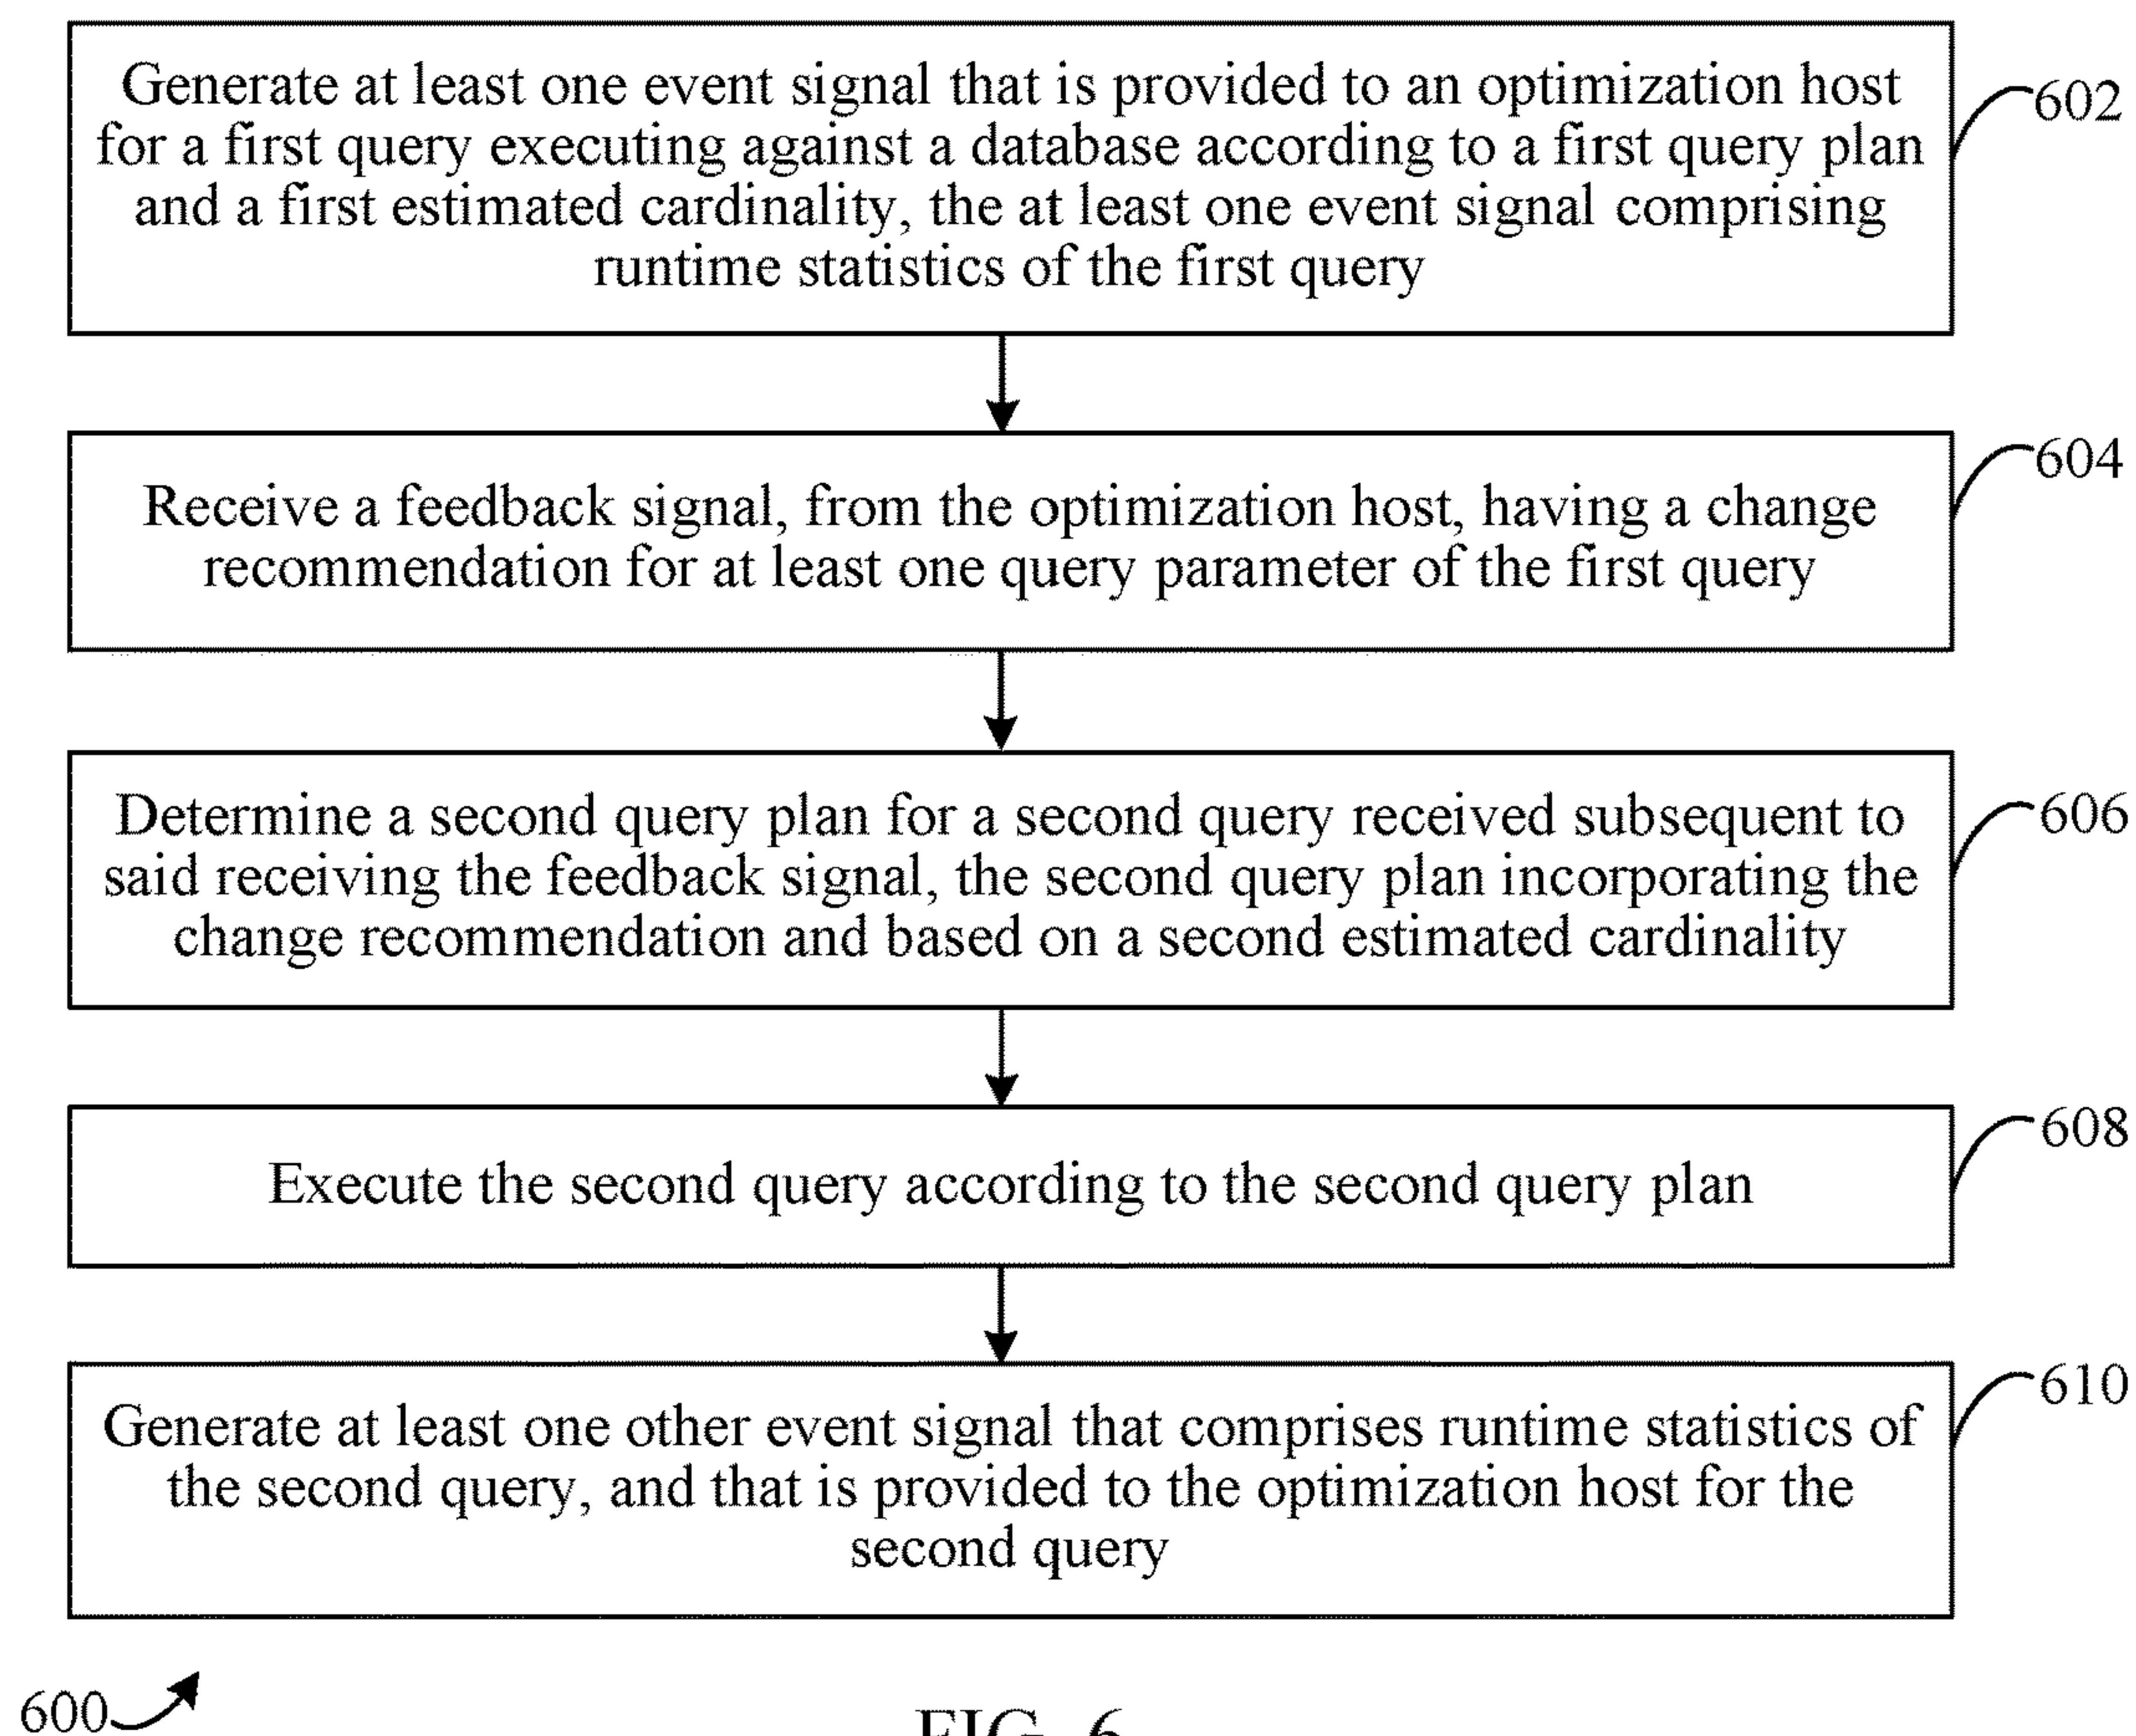 Generate at least one event signal that is provided to an optimization host
for a first query executing against a database according to a first query plan
and a first estimated cardinality, the at least one event signal comprising
runtime statistics of the first query
602
Receive a feedback signal, from the optimization host, having a change
recommendation for at least one query parameter of the first query
604
Determine a second query plan for a second query received subsequent to
said receiving the feedback signal, the second query plan incorporating the
change recommendation and based on a second estimated cardinality
606
Execute the second query according to the second query plan
608
Generate at least one other event signal that comprises runtime statistics of
the second query, and that is provided to the optimization host for the
second query
610
600
FIG. 6